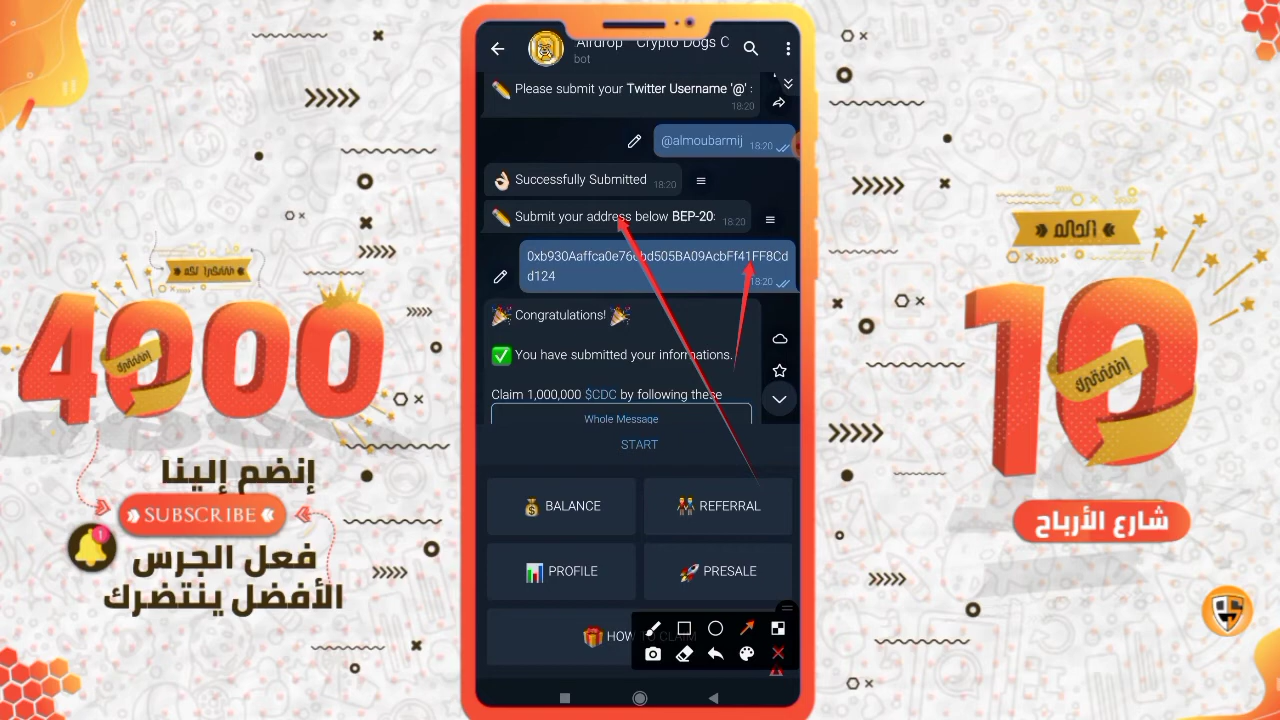 Airdrop Crypto Dogs C
bot
Please submit your Twitter Username '@' :
18:20
@almoubarmij 18:20
Successfully Submitted 18:20
Submit your address below BEP-20: 18:20
d124
18:20
Congratulations!
You have submitted your informations.
Claim 1,000,000 $CDC by following these
Whole Message
START
BALANCE
REFERRAL
PROFILE
PRESALE
HOW TO CLAIM
4000
إنضم إلينا
SUBSCRIBE
1
فعل الجرس
الأفضل ينتضرك
10
شارع الأرباح